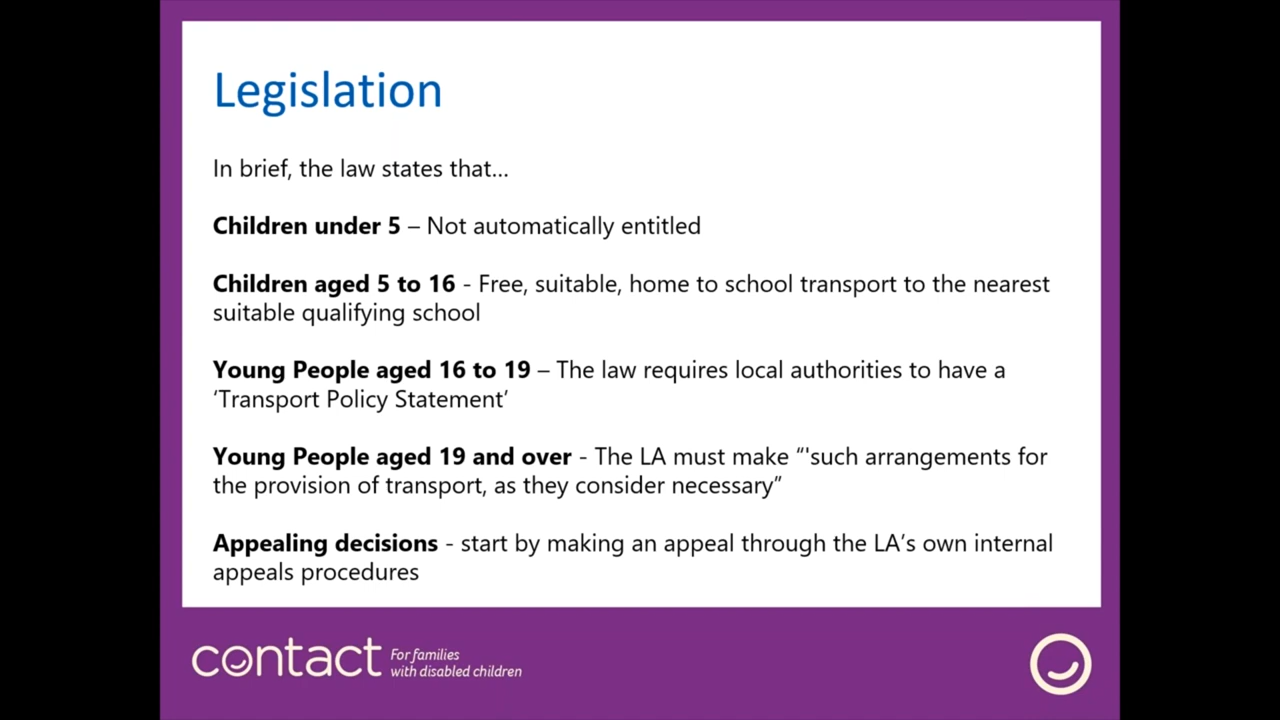 Legislation
In brief, the law states that...
Children under 5 – Not automatically entitled
Children aged 5 to 16 - Free, suitable, home to school transport to the nearest
suitable qualifying school
Young People aged 16 to 19 – The law requires local authorities to have a
‘Transport Policy Statement’
Young People aged 19 and over - The LA must make “'such arrangements for
the provision of transport, as they consider necessary”
Appealing decisions - start by making an appeal through the LA’s own internal
appeals procedures
contact
For families
with disabled children